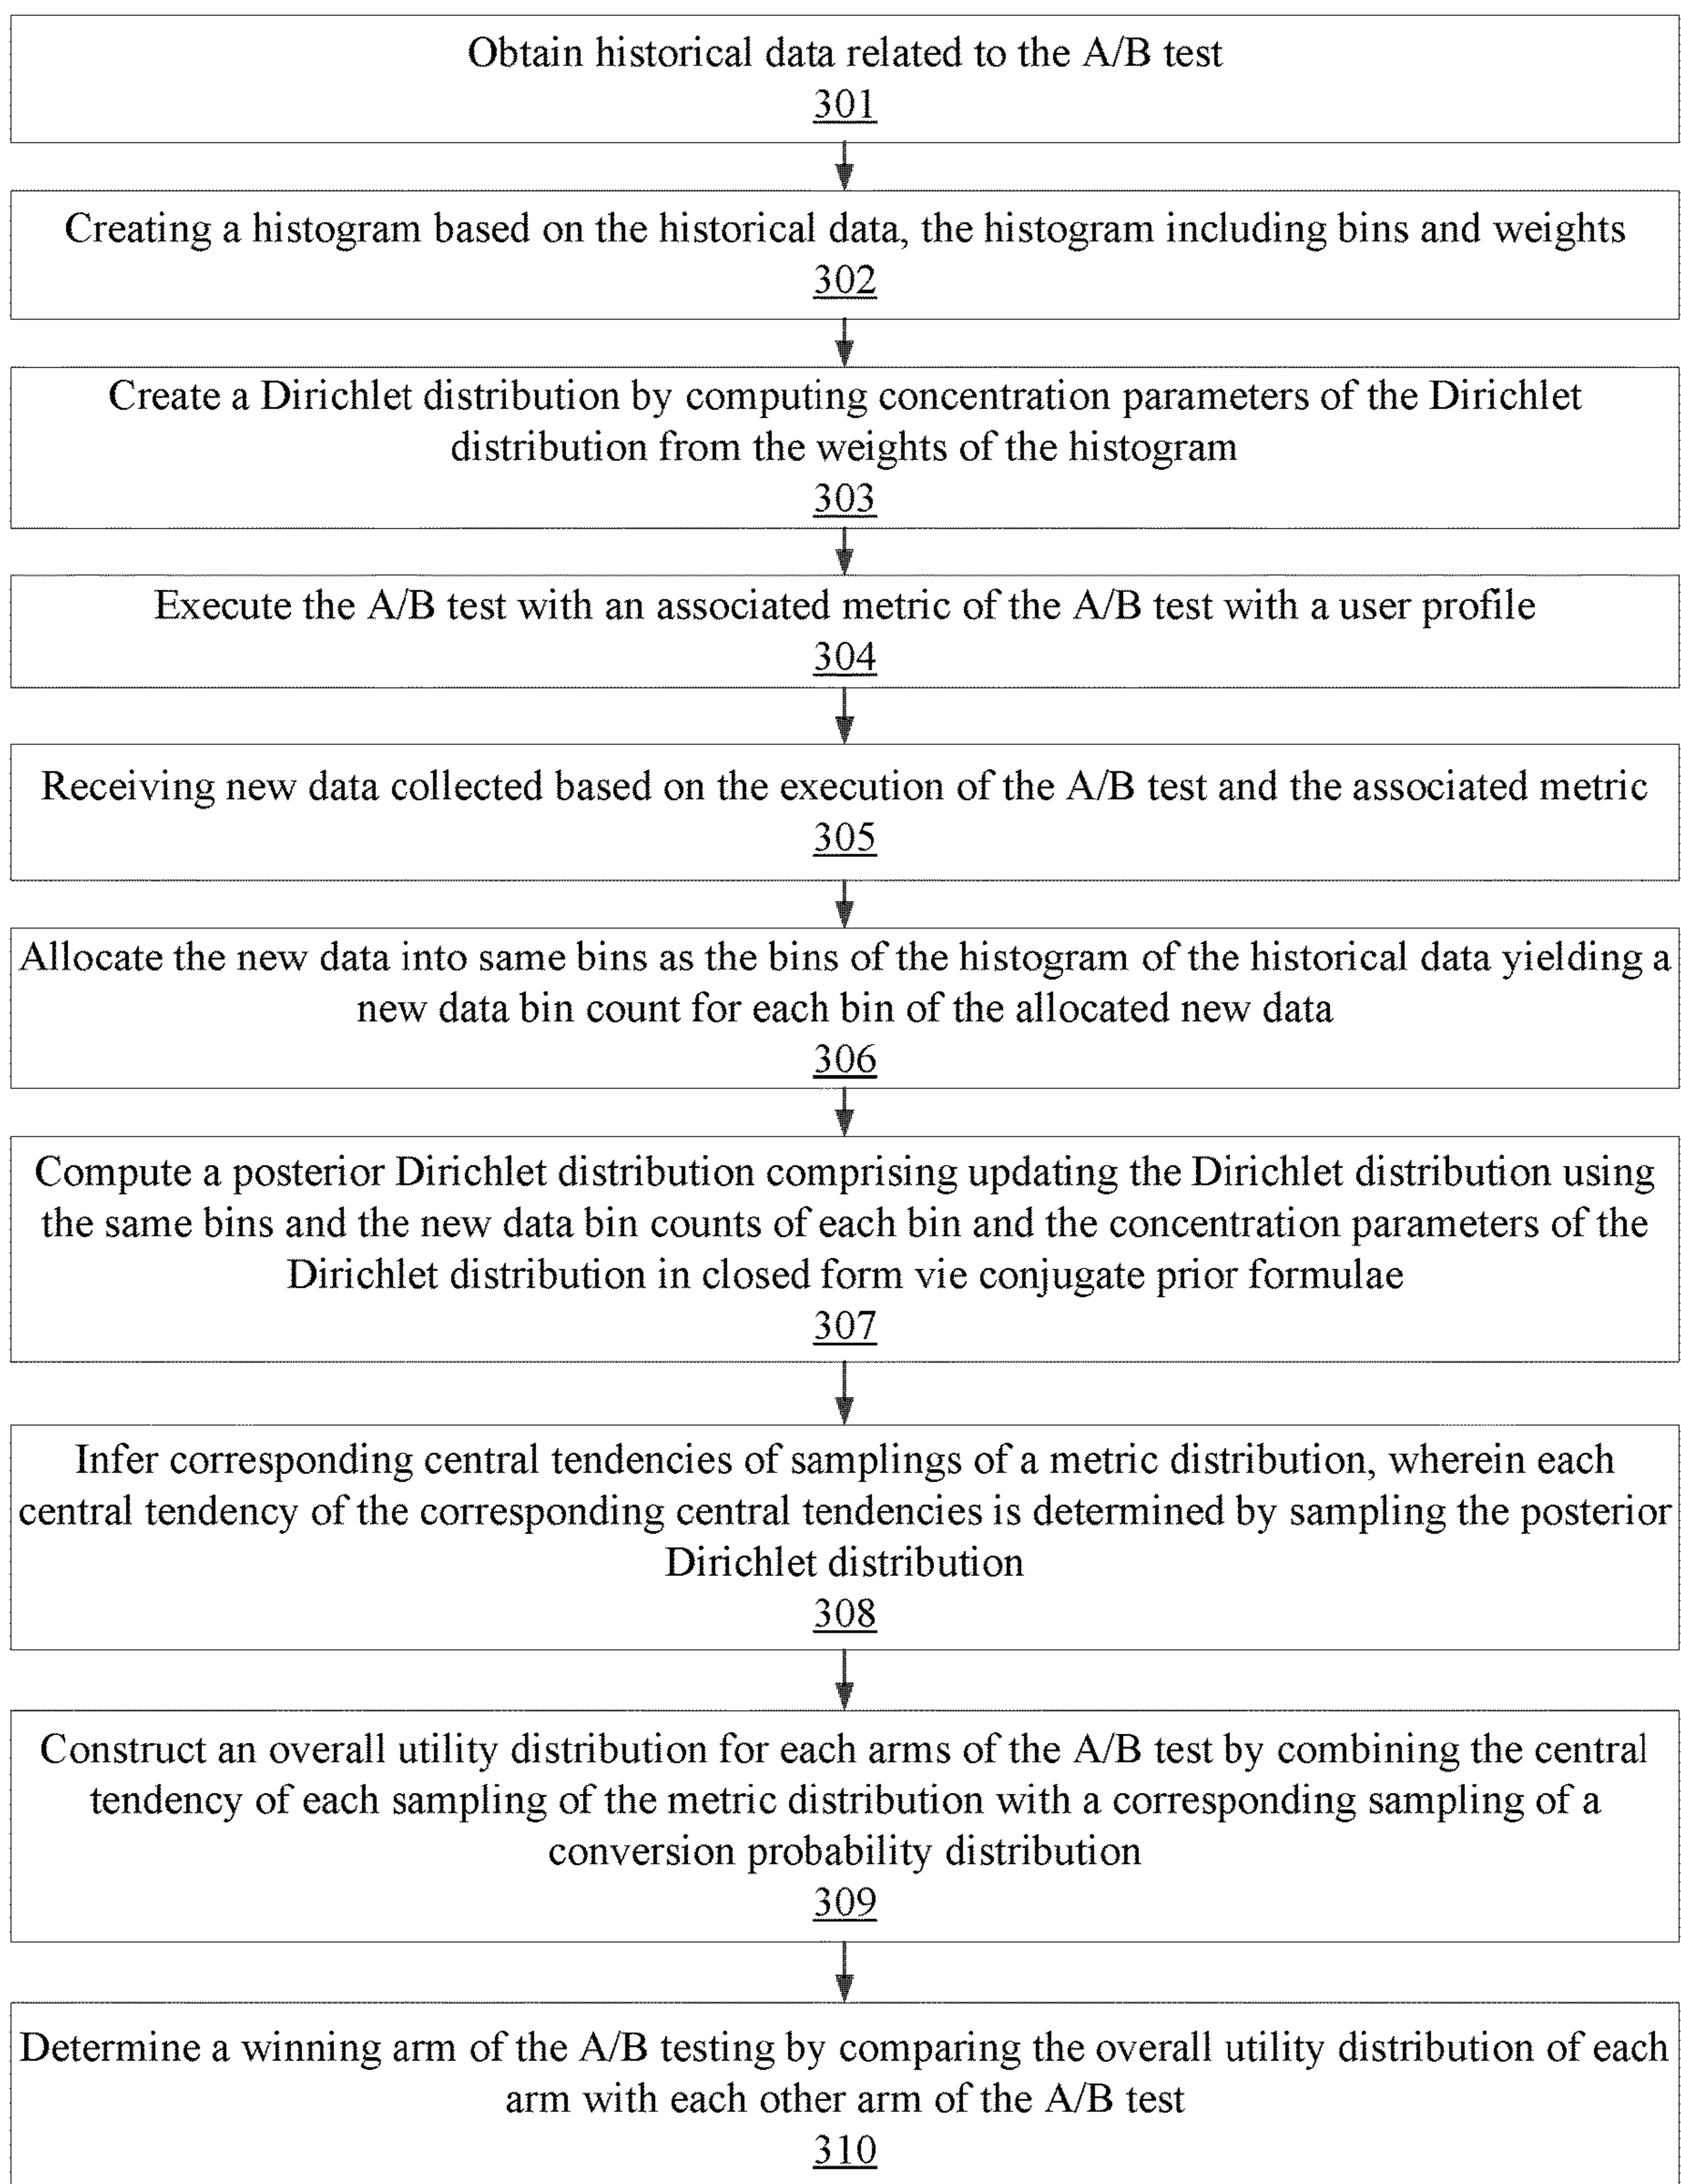 Obtain historical data related to the A/B test
301
Creating a histogram based on the historical data, the histogram including bins and weights
302
Create a Dirichlet distribution by computing concentration parameters of the Dirichlet
distribution from the weights of the histogram
303
Execute the A/B test with an associated metric of the A/B test with a user profile
304
Receiving new data collected based on the execution of the A/B test and the associated metric
305
Allocate the new data into same bins as the bins of the histogram of the historical data yielding a
new data bin count for each bin of the allocated new data
306
Compute a posterior Dirichlet distribution comprising updating the Dirichlet distribution using
the same bins and the new data bin counts of each bin and the concentration parameters of the
Dirichlet distribution in closed form vie conjugate prior formulae
307
Infer corresponding central tendencies of samplings of a metric distribution, wherein each
central tendency of the corresponding central tendencies is determined by sampling the posterior
Dirichlet distribution
308
Construct an overall utility distribution for each arms of the A/B test by combining the central
tendency of each sampling of the metric distribution with a corresponding sampling of a
conversion probability distribution
309
Determine a winning arm of the A/B testing by comparing the overall utility distribution of each
arm with each other arm of the A/B test
310